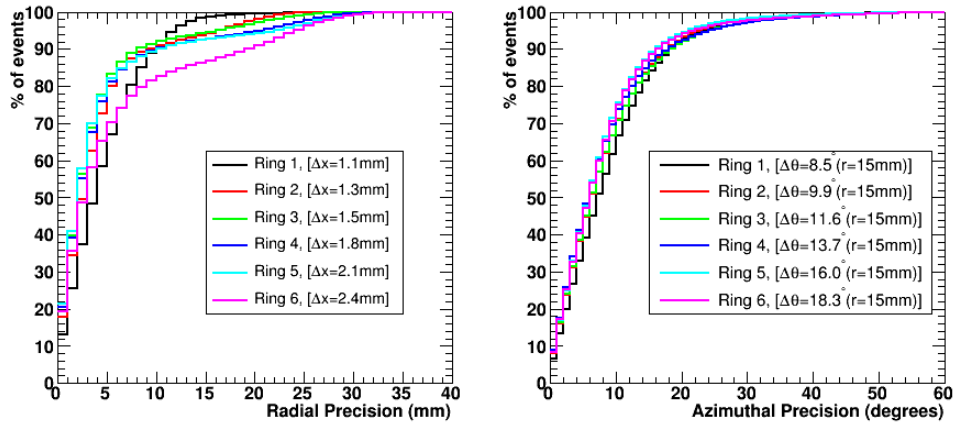 % of events
100
90
80
70
60
50
40
30
20
10
0
Ring 1, [Δx=1.1mm]
Ring 2, [Δx=1.3mm]
Ring 3, [Δx=1.5mm]
Ring 4, [Δx=1.8mm]
Ring 5, [Δx=2.1mm]
Ring 6, [Δx=2.4mm]
0 5 10 15 20 25 30 35 40
Radial Precision (mm)
% of events
100
90
80
70
60
50
40
30
20
10
0
Ring 1, [Δθ=8.5°(r=15mm)]
Ring 2, [Δθ=9.9°(r=15mm)]
Ring 3, [Δθ=11.6°(r=15mm)]
Ring 4, [Δθ=13.7°(r=15mm)]
Ring 5, [Δθ=16.0°(r=15mm)]
Ring 6, [Δθ=18.3°(r=15mm)]
0 10 20 30 40 50 60
Azimuthal Precision (degrees)